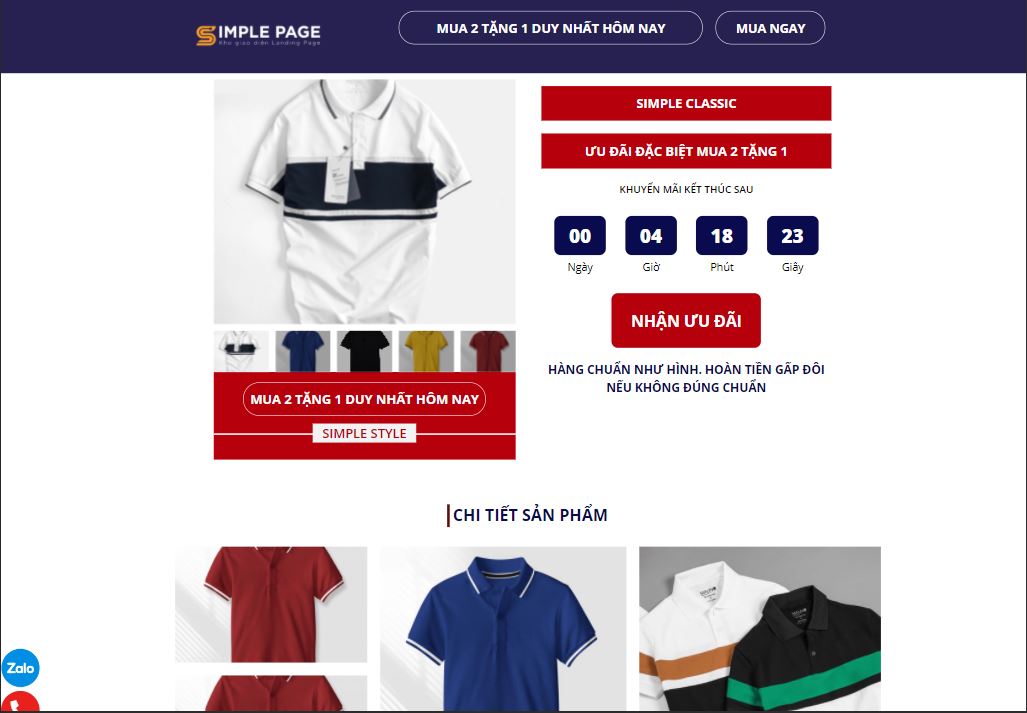 SIMPLE PAGE
Kho giao diện Landing Page
MUA 2 TẶNG 1 DUY NHẤT HÔM NAY
MUA NGAY
SIMPLE CLASSIC
ƯU ĐÃI ĐẶC BIỆT MUA 2 TẶNG 1
KHUYẾN MÃI KẾT THÚC SAU
00 04 18 23
Ngày Giờ Phút Giây
NHẬN ƯU ĐÃI
HÀNG CHUẨN NHƯ HÌNH. HOÀN TIỀN GẤP ĐÔI
NẾU KHÔNG ĐÚNG CHUẨN
MUA 2 TẶNG 1 DUY NHẤT HÔM NAY
SIMPLE STYLE
CHI TIẾT SẢN PHẨM
Zalo